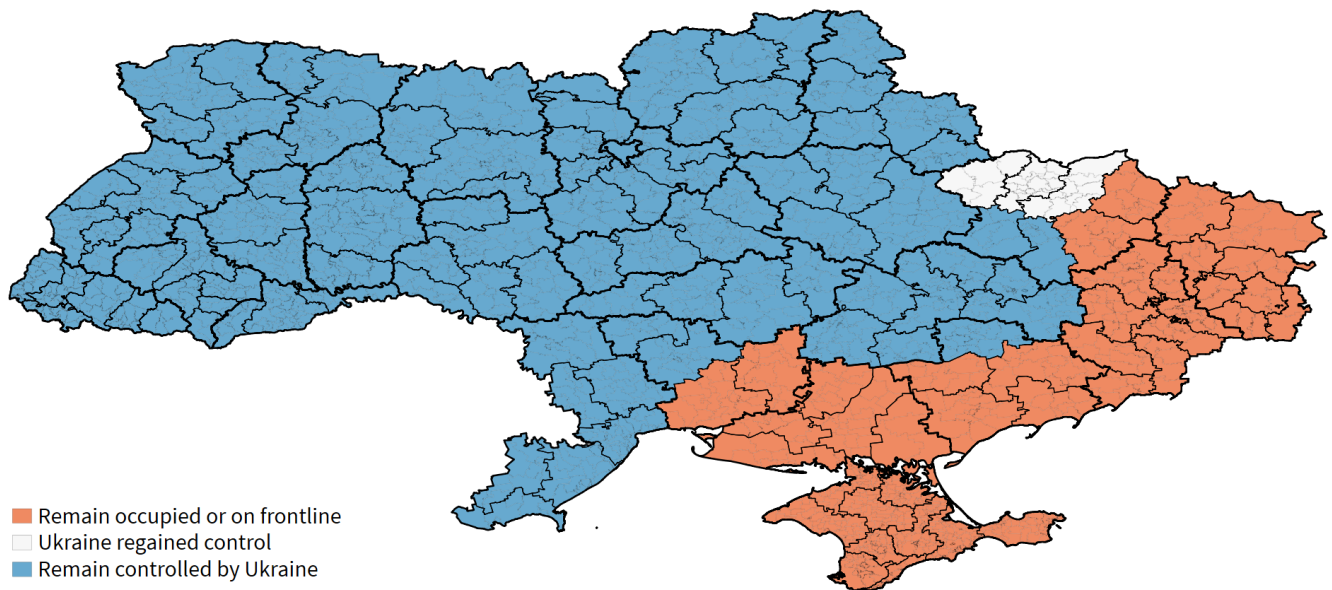 Remain occupied or on frontline
Ukraine regained control
Remain controlled by Ukraine